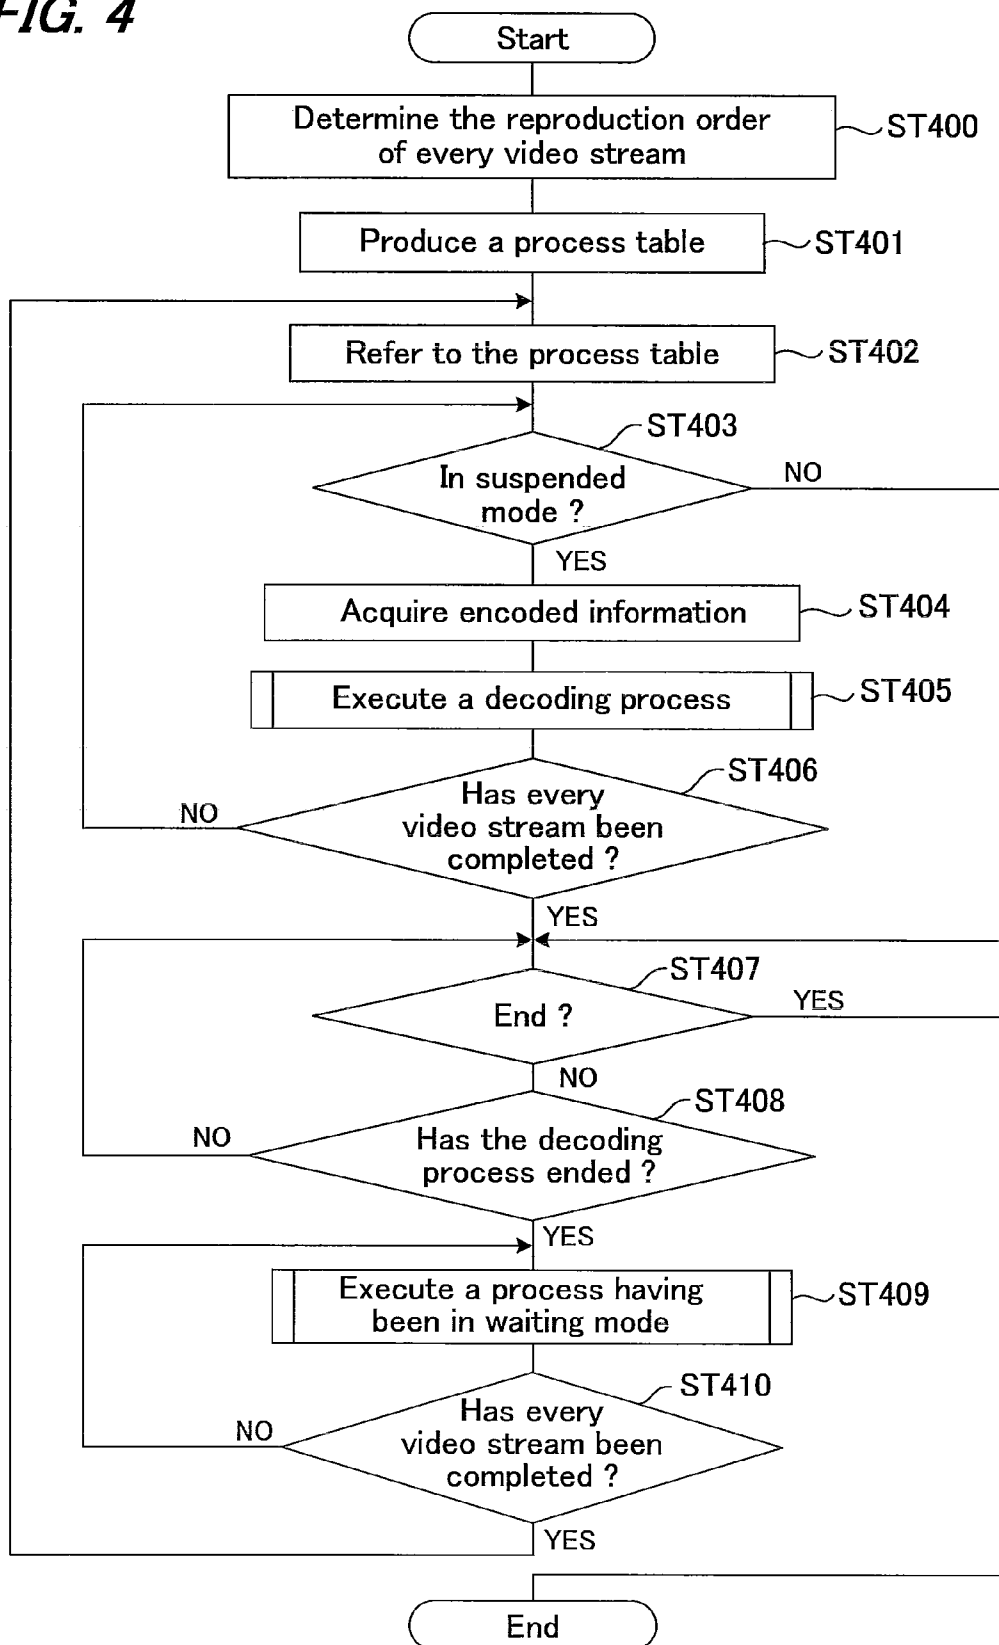 FIG. 4
Start
Determine the reproduction order
of every video stream
ST400
Produce a process table
ST401
Refer to the process table
ST402
ST403
In suspended
mode ?
NO
YES
Acquire encoded information
ST404
Execute a decoding process
ST405
ST406
Has every
video stream been
completed ?
NO
YES
ST407
End ?
YES
NO
ST408
Has the decoding
process ended ?
NO
YES
Execute a process having
been in waiting mode
ST409
ST410
Has every
video stream been
completed ?
NO
YES
End